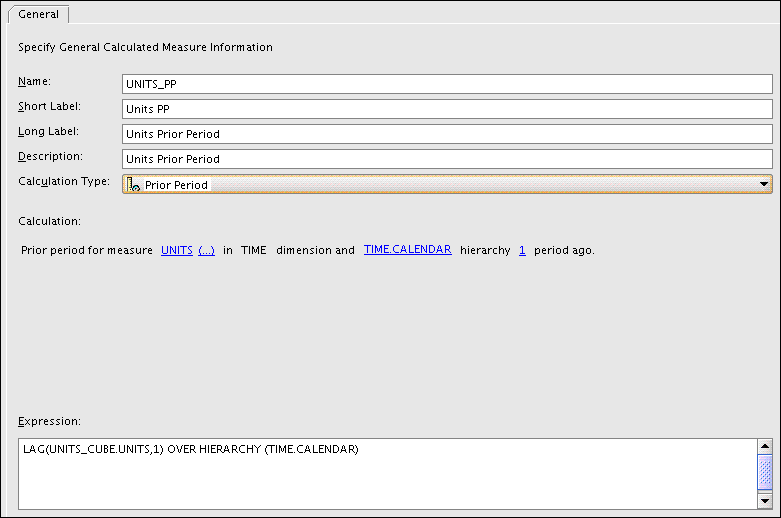 General
Specify General Calculated Measure Information
Name: UNITS_PP
Short Label: Units PP
Long Label: Units Prior Period
Description: Units Prior Period
Calculation Type: Prior Period
Calculation:
Prior period for measure UNITS (...) in TIME dimension and TIME.CALENDAR hierarchy 1 period ago.
Expression:
LAG(UNITS_CUBE.UNITS,1) OVER HIERARCHY (TIME.CALENDAR)